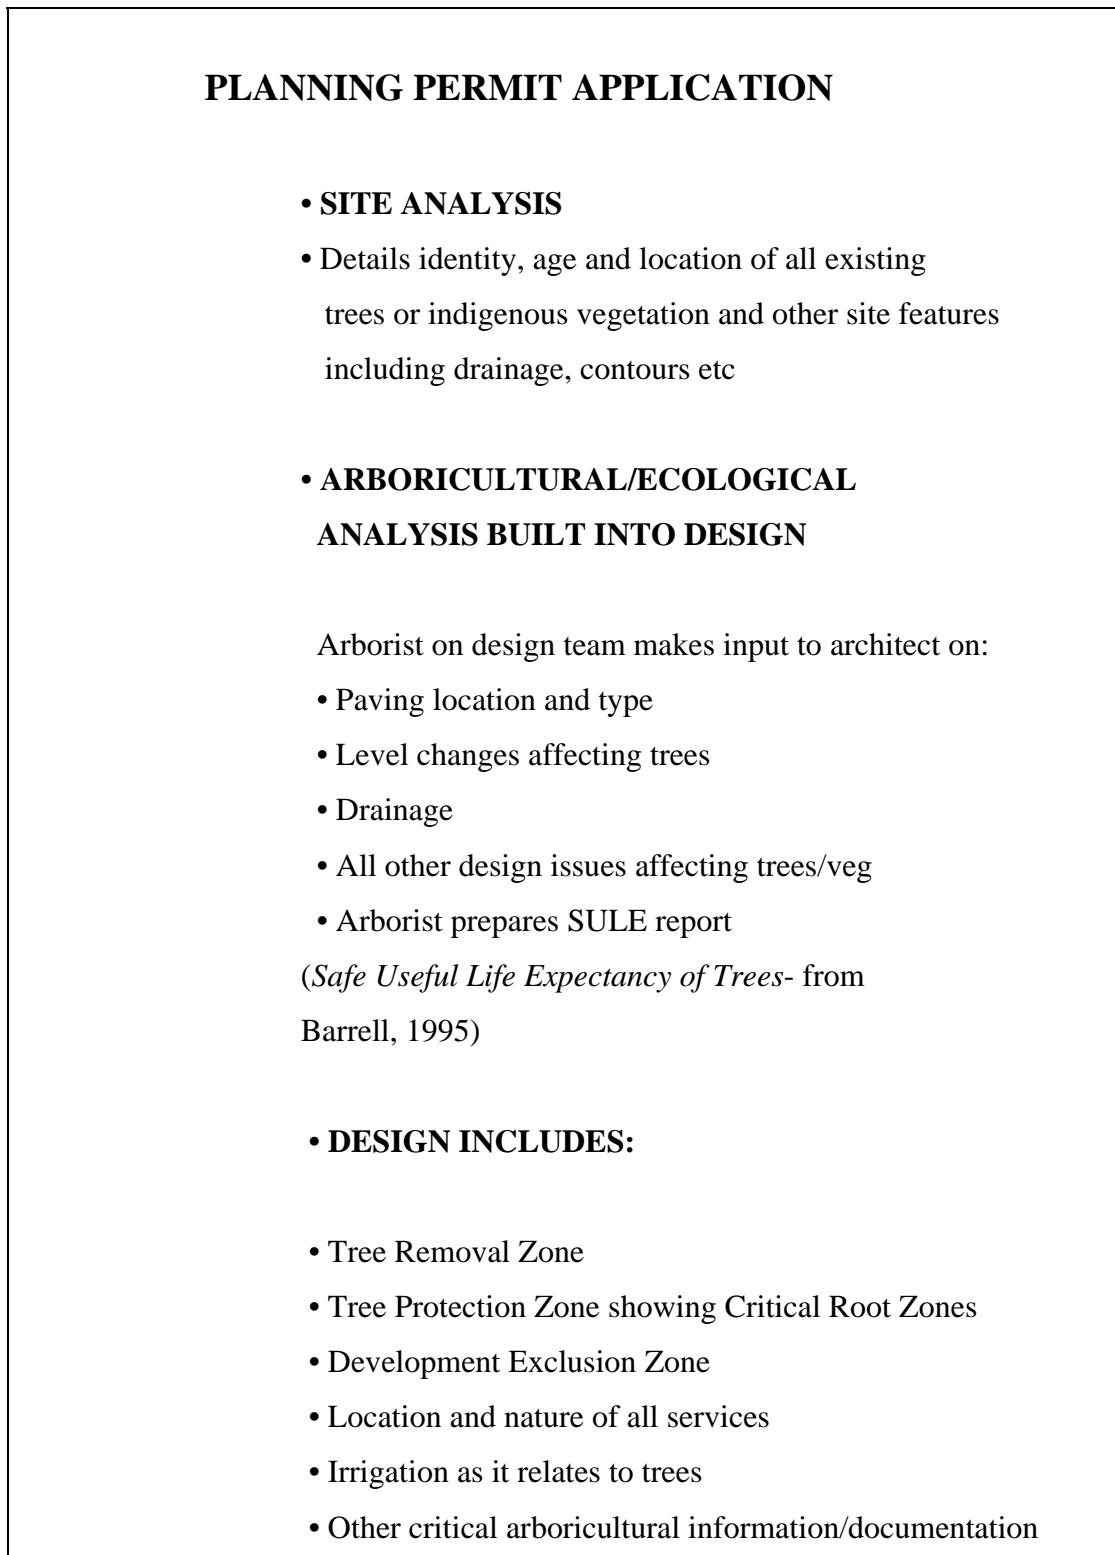 PLANNING PERMIT APPLICATION
• SITE ANALYSIS
• Details identity, age and location of all existing
trees or indigenous vegetation and other site features
including drainage, contours etc
• ARBORICULTURAL/ECOLOGICAL
ANALYSIS BUILT INTO DESIGN
Arborist on design team makes input to architect on:
• Paving location and type
• Level changes affecting trees
• Drainage
• All other design issues affecting trees/veg
• Arborist prepares SULE report
(Safe Useful Life Expectancy of Trees- from
Barrell, 1995)
• DESIGN INCLUDES:
• Tree Removal Zone
• Tree Protection Zone showing Critical Root Zones
• Development Exclusion Zone
• Location and nature of all services
• Irrigation as it relates to trees
• Other critical arboricultural information/documentation